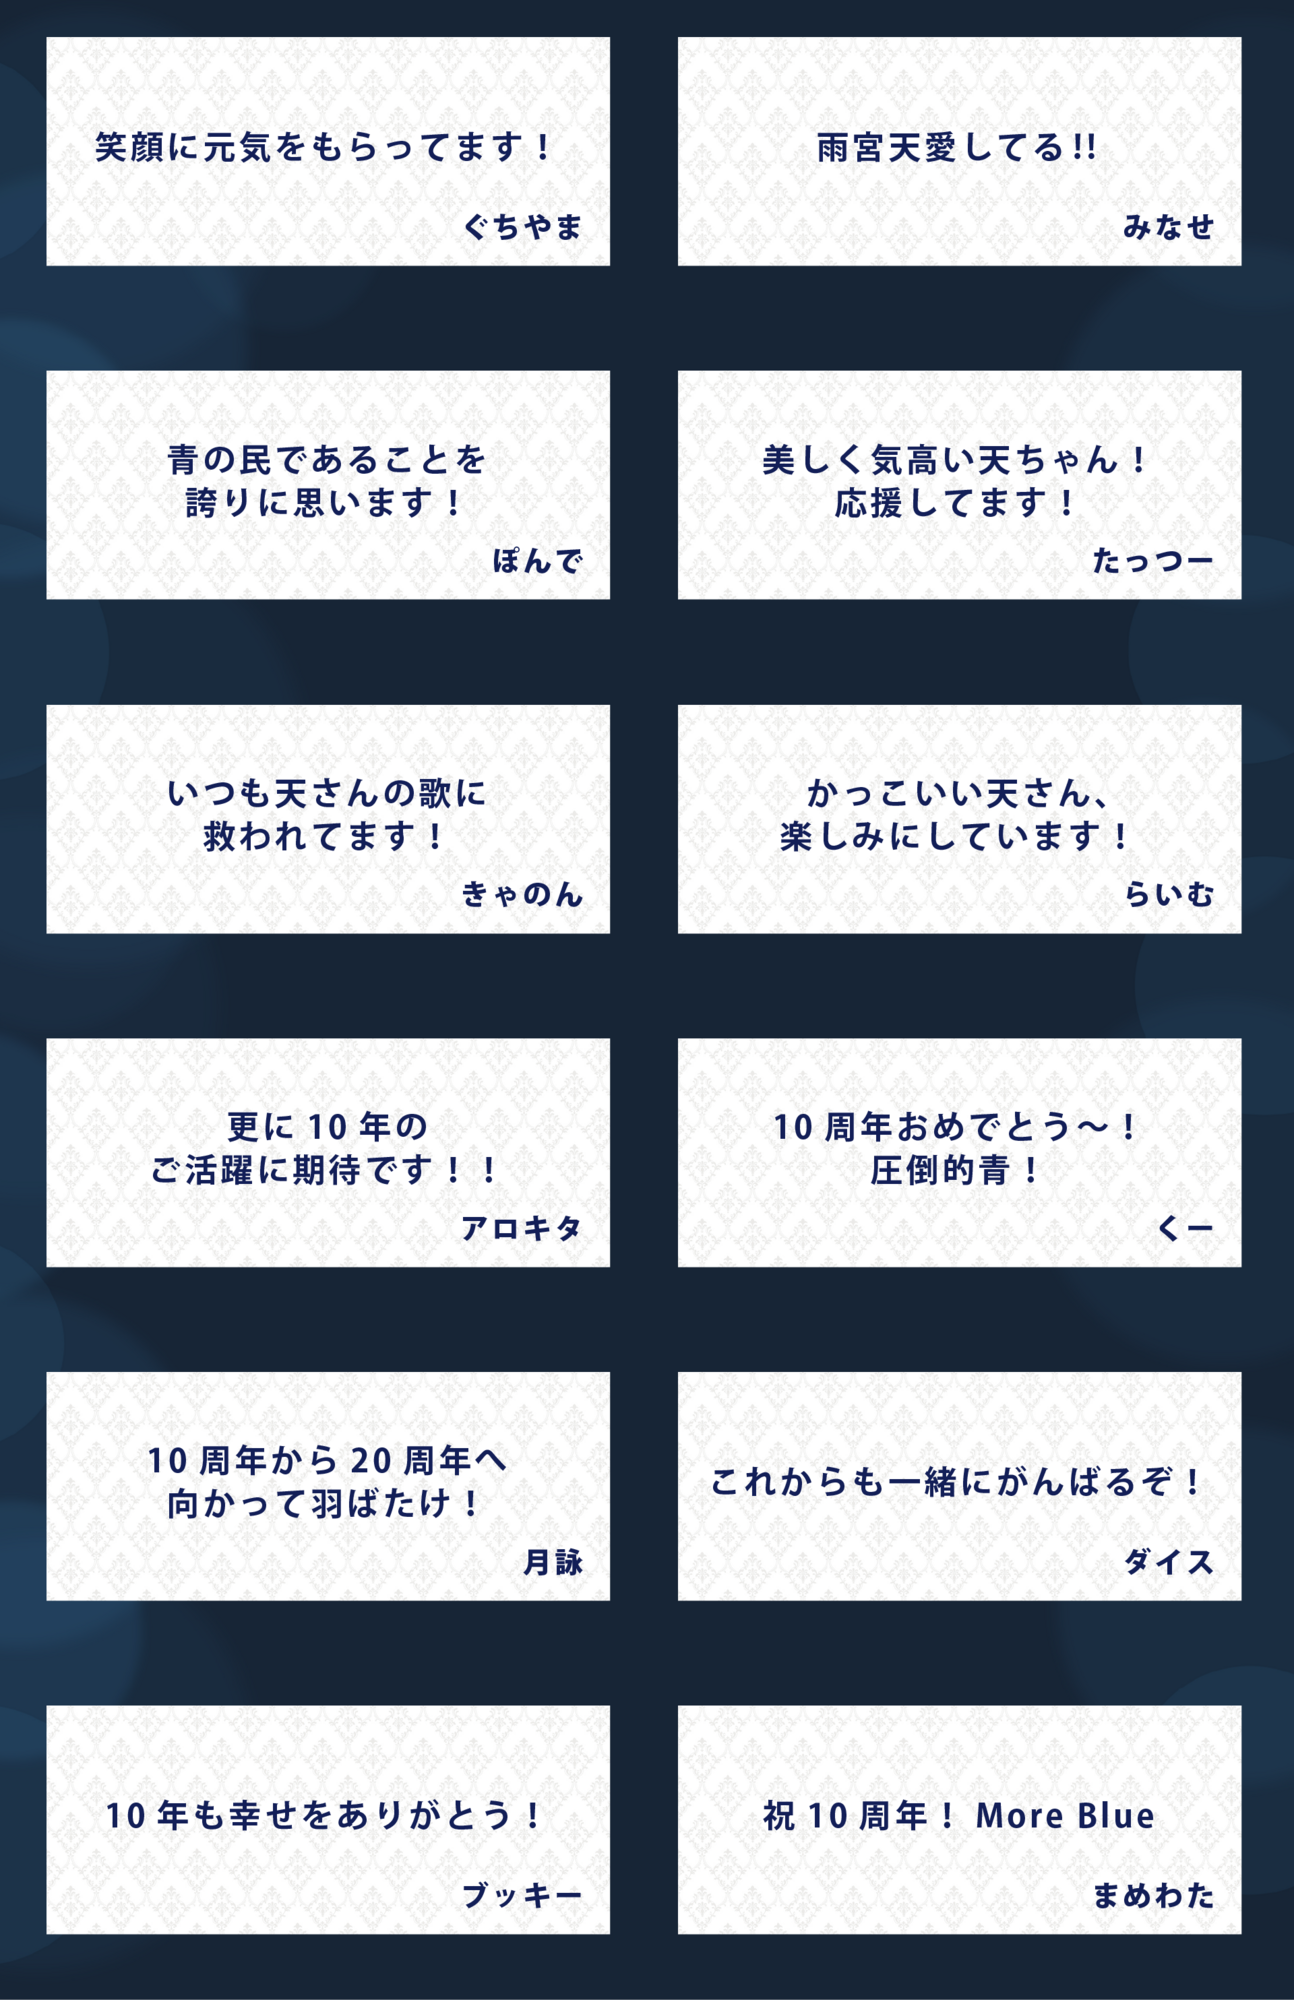 笑顔に元気をもらってます！
ぐちやま
雨宮天愛してる!!
みなせ
青の民であることを
誇りに思います！
ぽんで
美しく気高い天ちゃん！
応援してます！
たっつー
いつも天さんの歌に
救われてます！
きゃのん
かっこいい天さん、
楽しみにしています！
らいむ
更に 10 年の
ご活躍に期待です！！
アロキタ
10 周年おめでとう～！
圧倒的青！
くー
10 周年から 20 周年へ
向かって羽ばたけ！
月詠
これからも一緒にがんばるぞ！
ダイス
10 年も幸せをありがとう！
ブッキー
祝 10 周年！ More Blue
まめわた